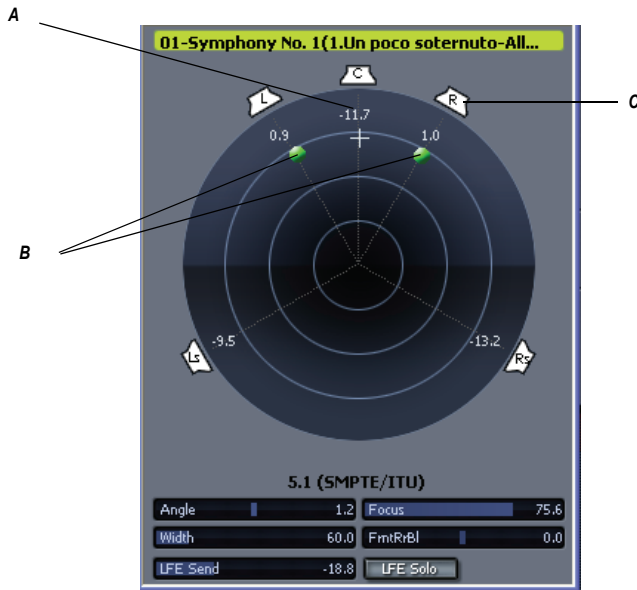 A
01-Symphony No. 1(1.Un poco soternuto-All...
C
L
R
C
-11.7
0.9
1.0
B
-9.5
-13.2
Ls
Rs
5.1 (SMPTE/ITU)
Angle 1.2 Focus 75.6
Width 60.0 FrntRrBl 0.0
LFE Send -18.8 LFE Solo